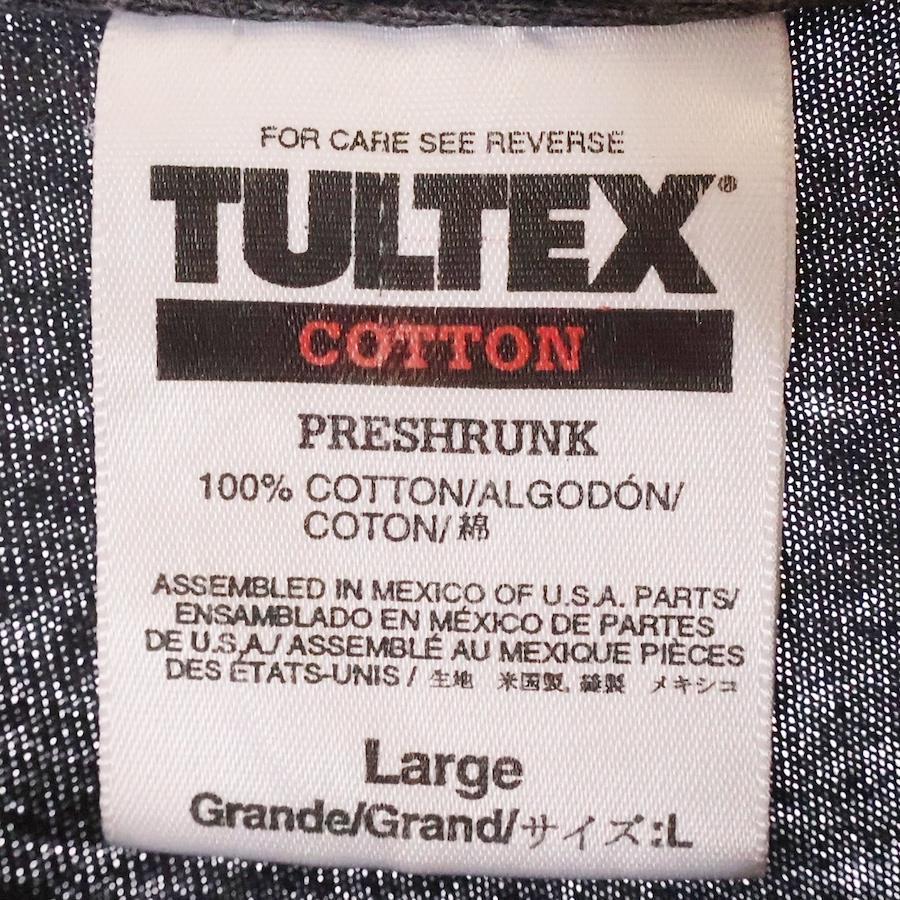 FOR CARE SEE REVERSE
TULTEX®
COTTON
PRESHRUNK
100% COTTON/ALGODÓN/
COTON/綿
ASSEMBLED IN MEXICO OF U.S.A. PARTS/
ENSAMBLADO EN MÉXICO DE PARTES
DE U.S.A./ASSEMBLÉ AU MEXIQUE PIÈCES
DES ÉTATS-UNIS / 生地 米国製, 縫製 メキシコ
Large
Grande/Grand/サイズ:L